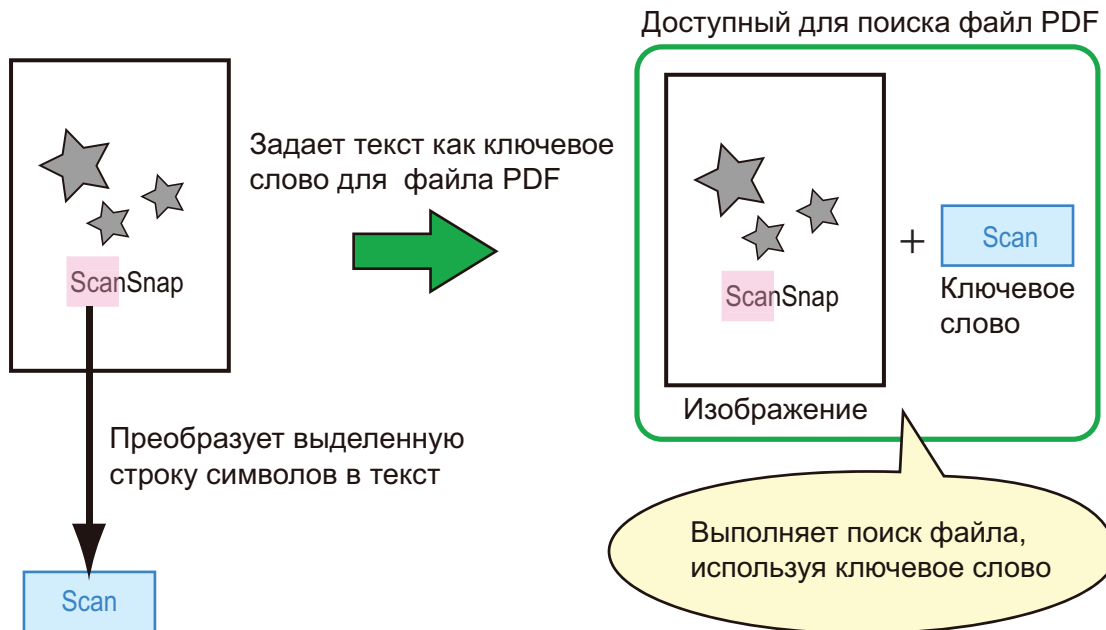 Доступный для поиска файл PDF
Задает текст как ключевое
слово для файла PDF
ScanSnap
Преобразует выделенную
строку символов в текст
Scan
ScanSnap
Изображение
+
Scan
Ключевое
слово
Выполняет поиск файла,
используя ключевое слово